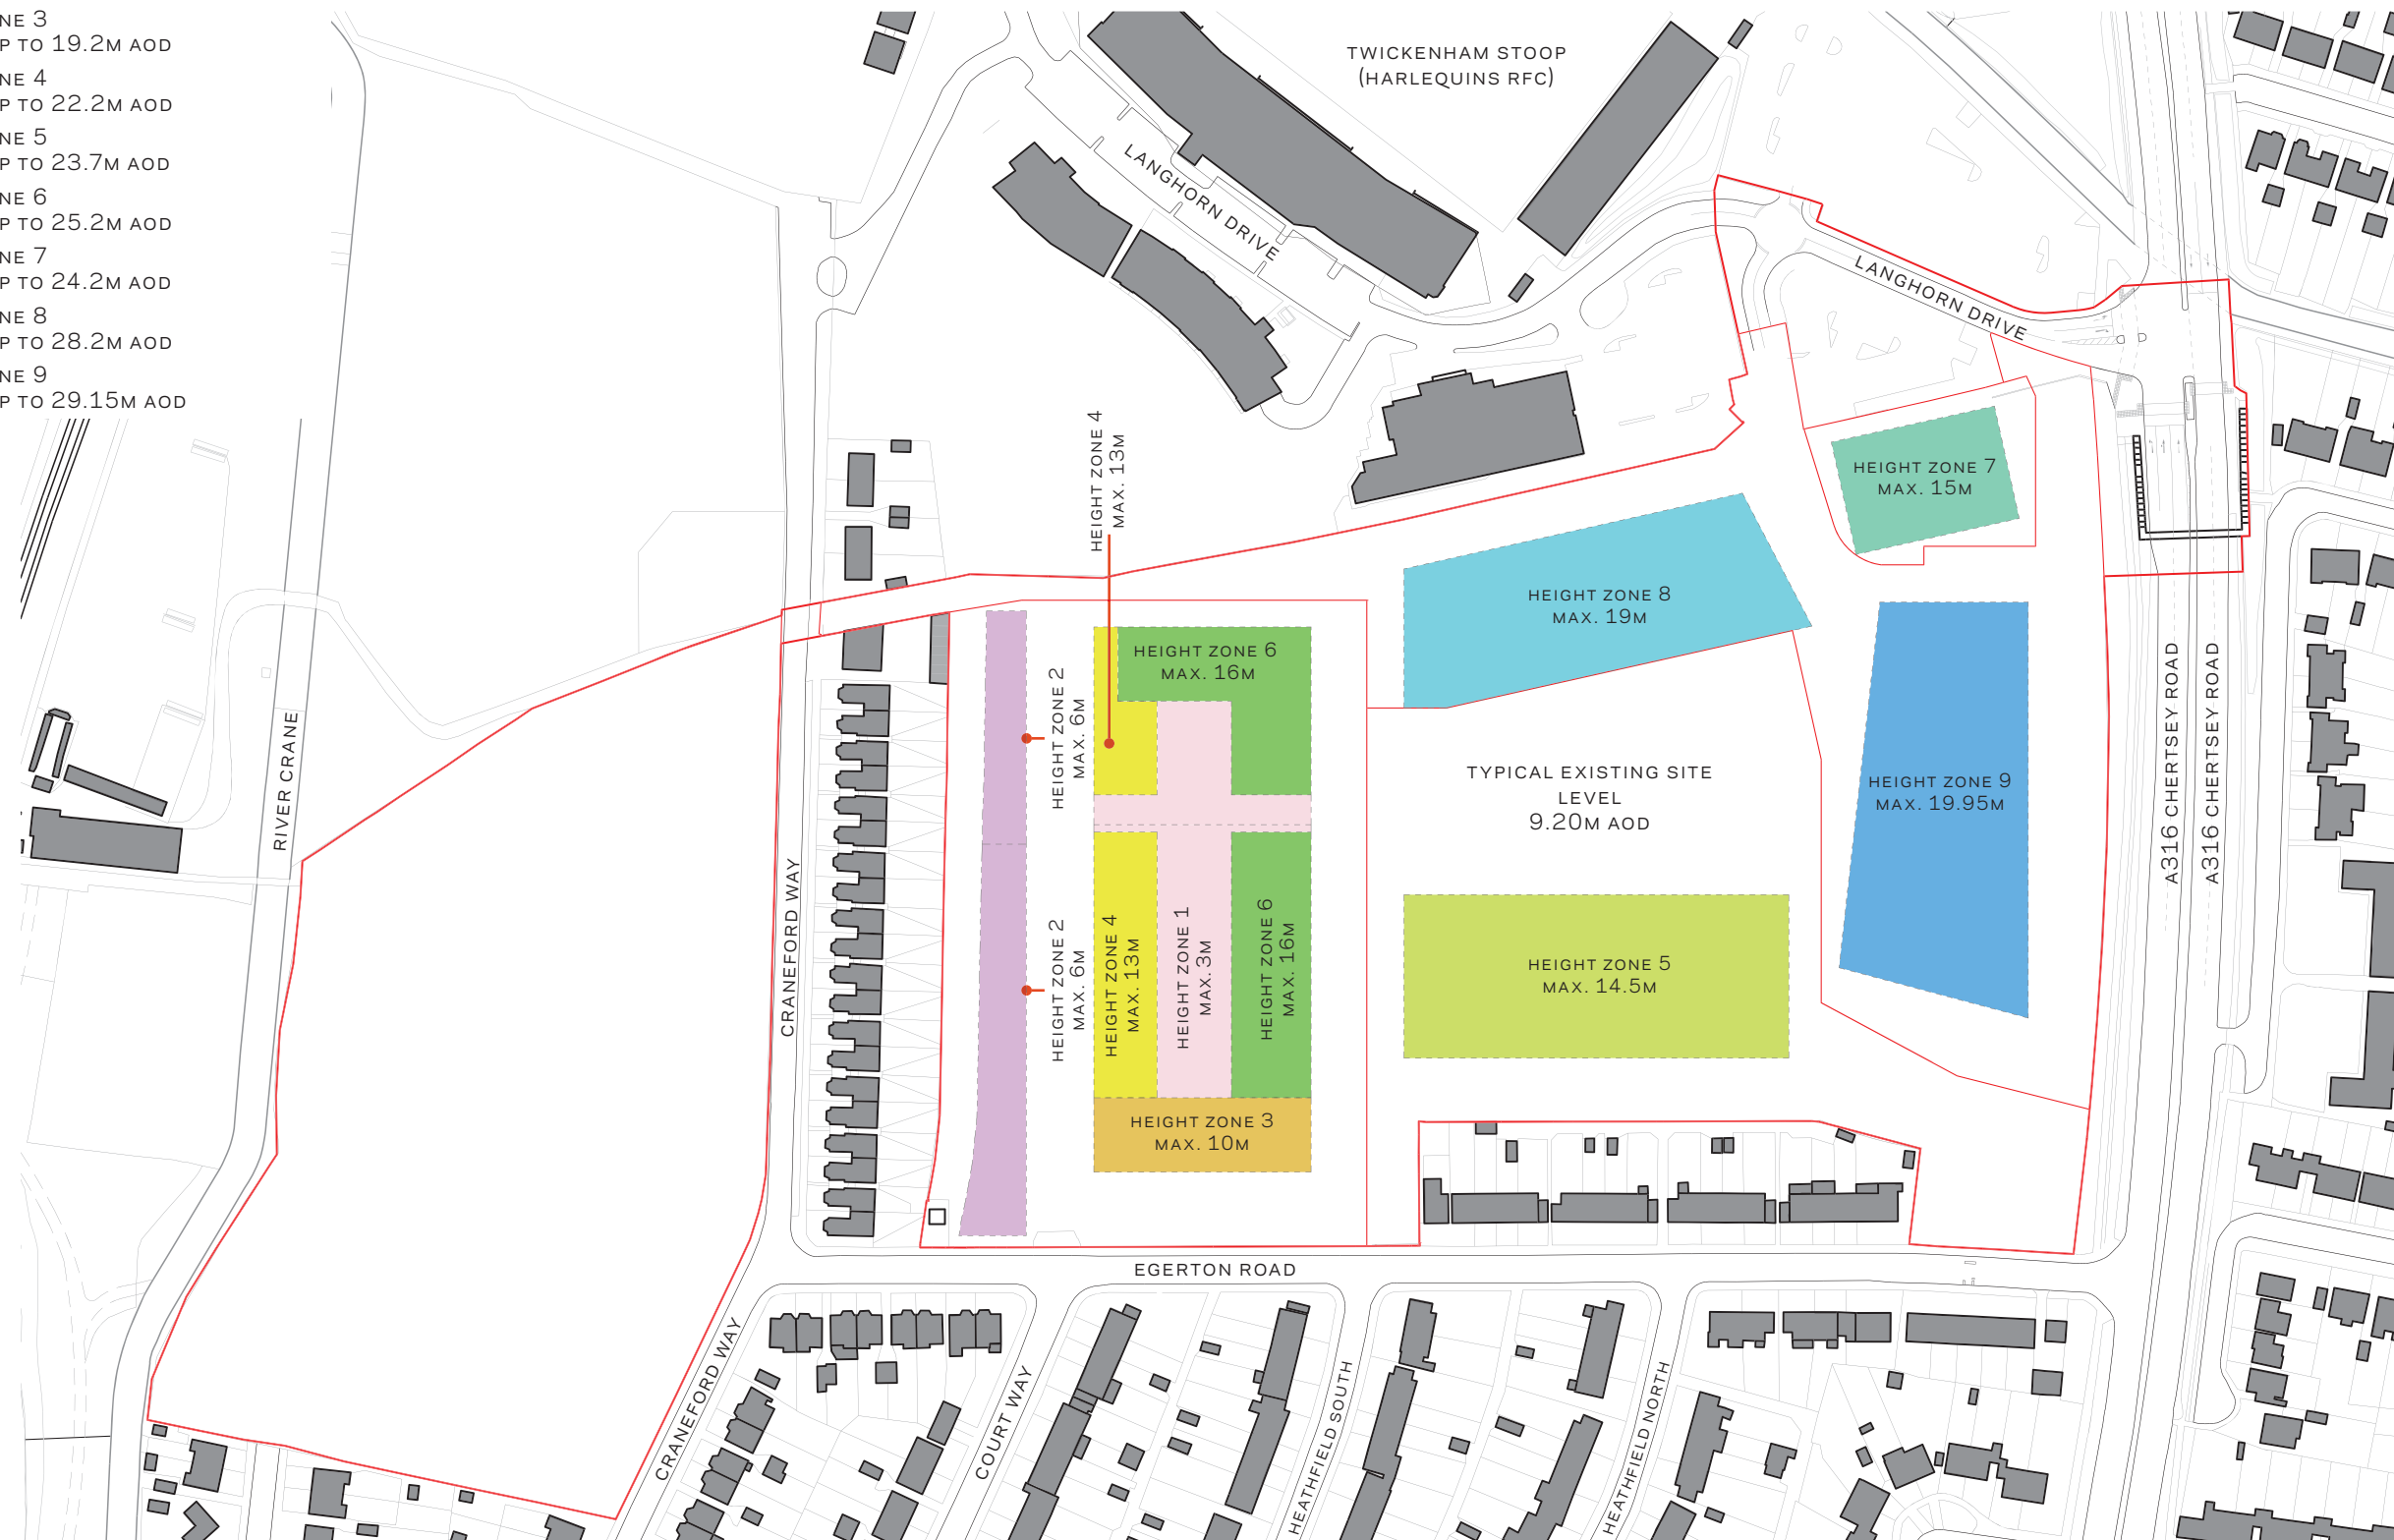 NE 3
P TO 19.2M AOD
NE 4
P TO 22.2M AOD
NE 5
P TO 23.7M AOD
NE 6
P TO 25.2M AOD
NE 7
P TO 24.2M AOD
NE 8
P TO 28.2M AOD
NE 9
P TO 29.15M AOD
TWICKENHAM STOOP
(HARLEQUINS RFC)
LANGHORN DRIVE
LANGHORN DRIVE
HEIGHT ZONE 4
MAX. 13M
HEIGHT ZONE 7
MAX. 15M
HEIGHT ZONE 8
MAX. 19M
HEIGHT ZONE 6
MAX. 16M
HEIGHT ZONE 2
MAX. 6M
RIVER CRANE
TYPICAL EXISTING SITE
LEVEL
9.20M AOD
HEIGHT ZONE 9
MAX. 19.95M
A316 CHERTSEY ROAD
A316 CHERTSEY ROAD
CRANEFORD WAY
HEIGHT ZONE 2
MAX. 6M
HEIGHT ZONE 4
MAX. 13M
HEIGHT ZONE 1
MAX. 3M
HEIGHT ZONE 6
MAX. 16M
HEIGHT ZONE 5
MAX. 14.5M
HEIGHT ZONE 3
MAX. 10M
EGERTON ROAD
CRANEFORD WAY
COURT WAY
HEATHFIELD SOUTH
HEATHFIELD NORTH